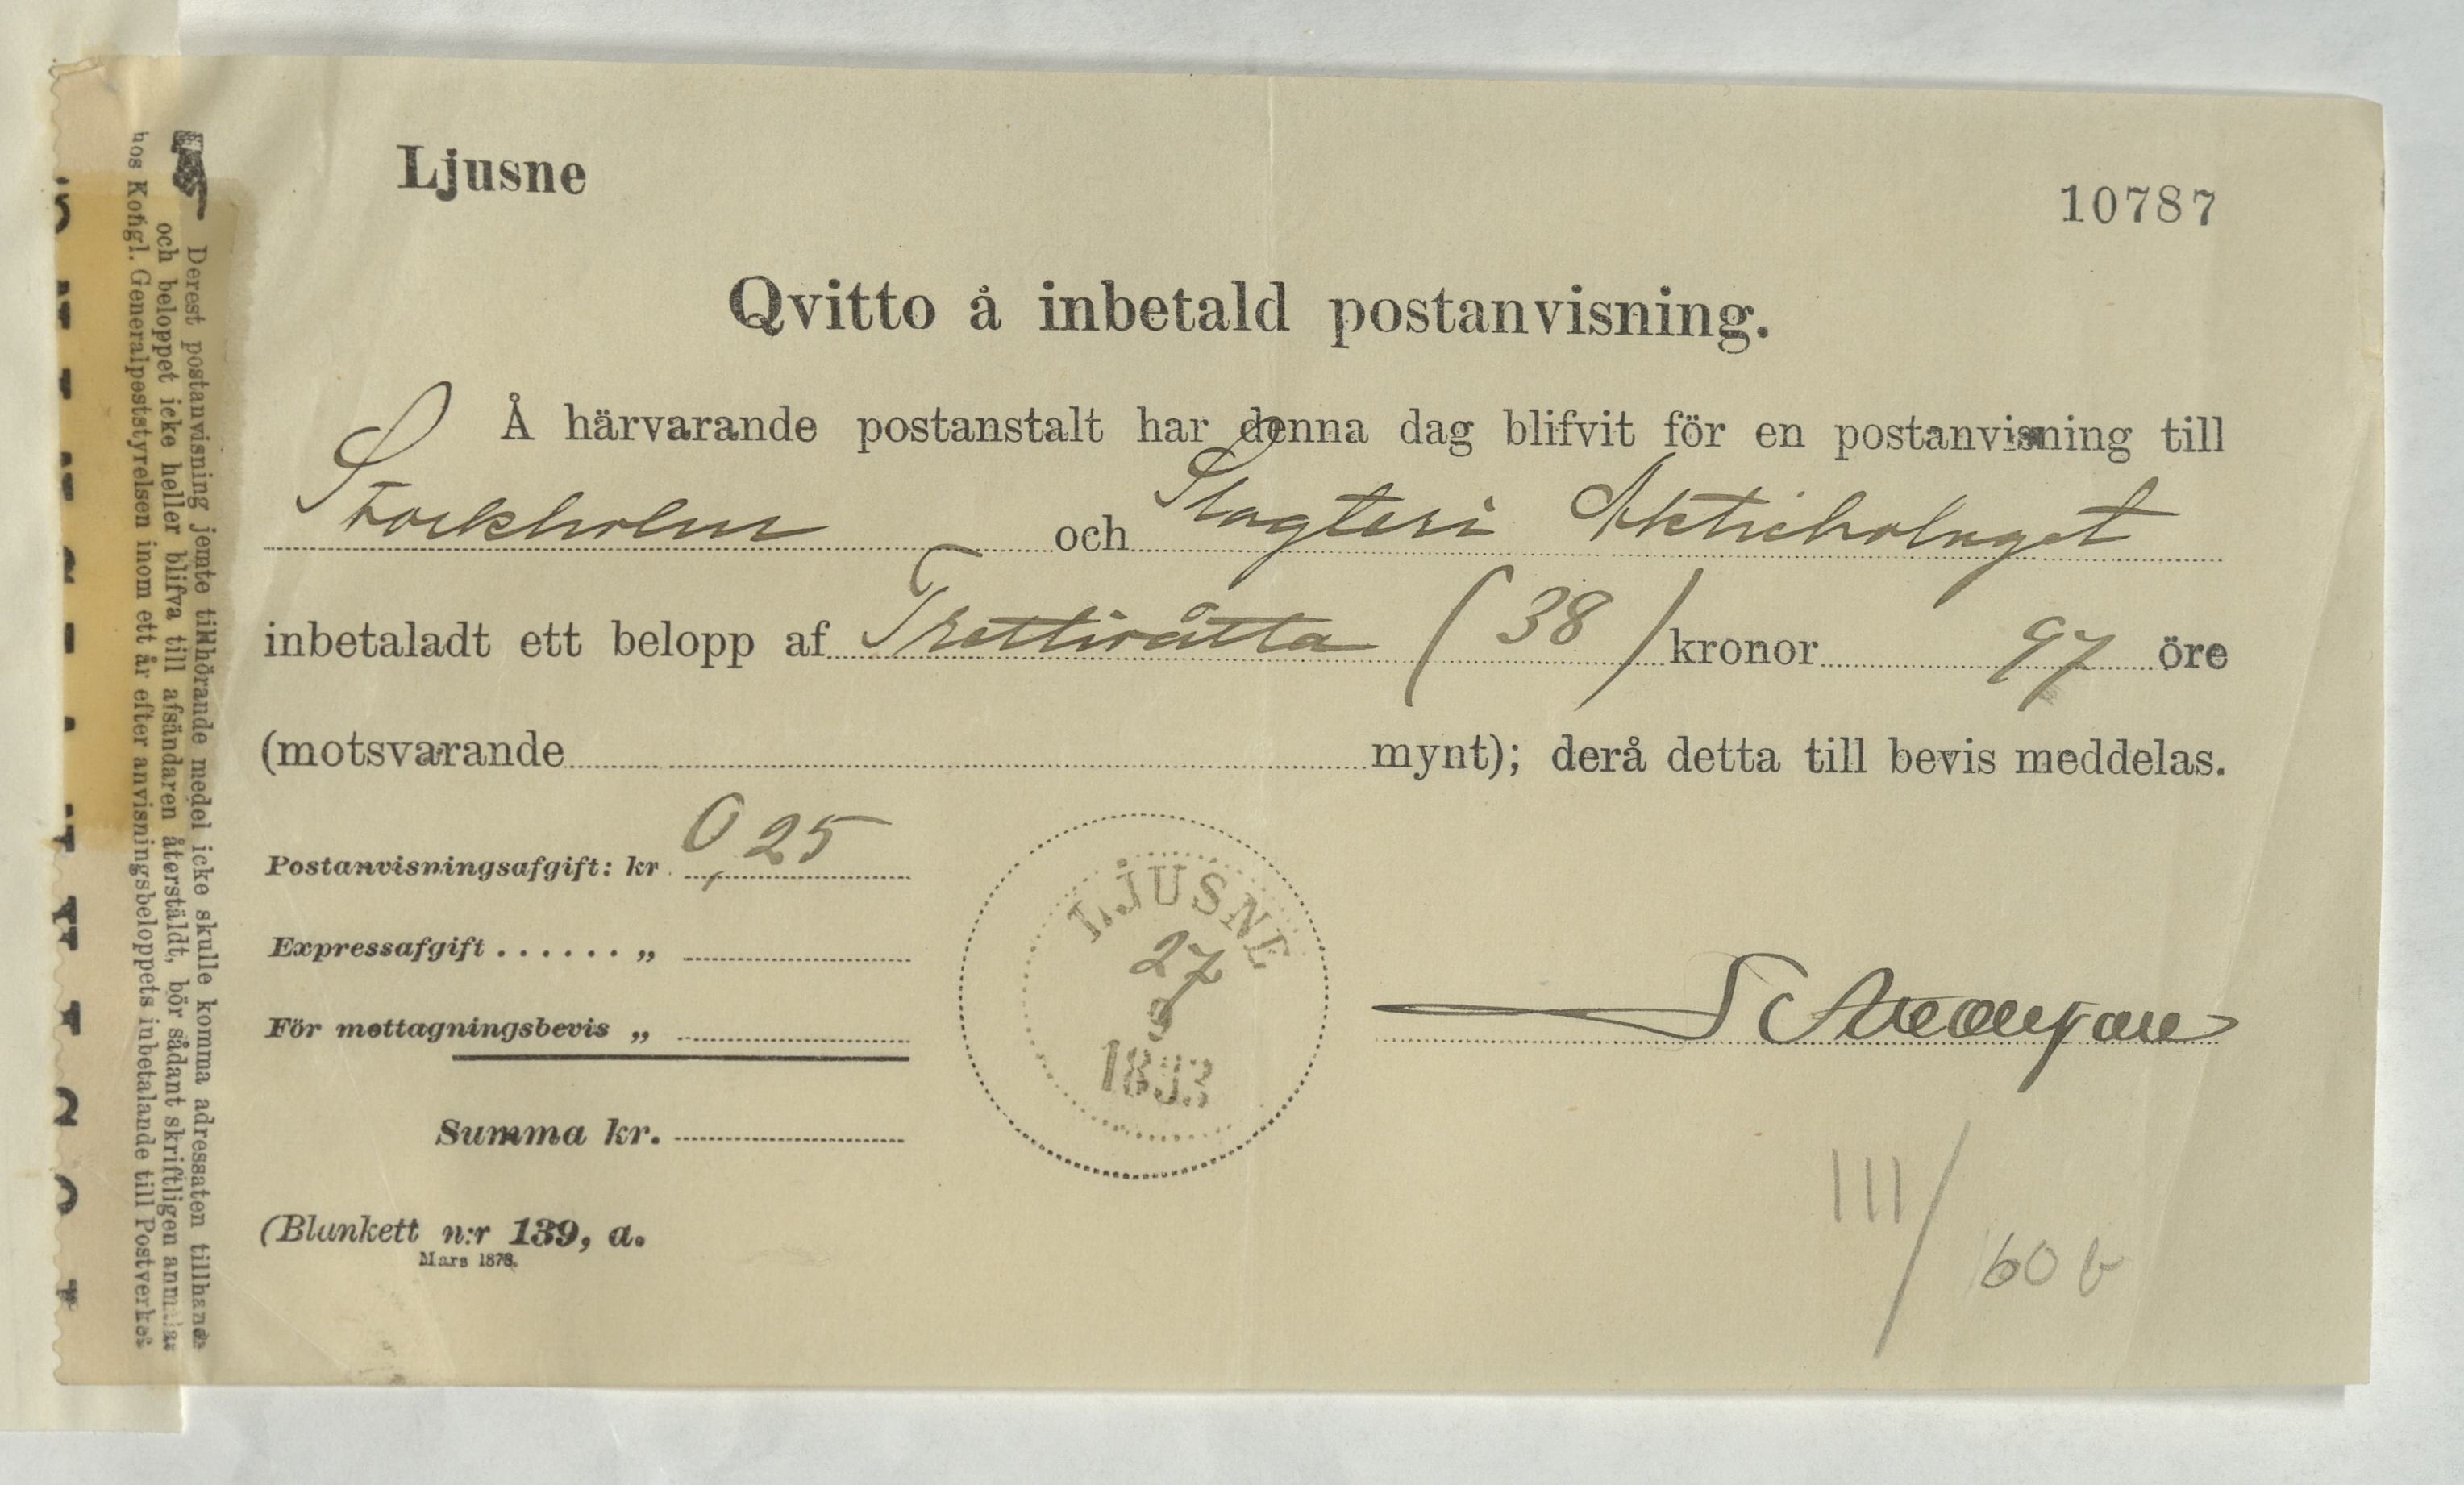 Ljusne
10787
Qvitto å inbetald postanvisning.
Å härvarande postanstalt har denna dag blifvit för en postanvisning till
Stockholm och Slagteri Aktiebolaget
inbetaladt ett belopp af Trettioåtta (38) kronor 97 öre
(motsvarande mynt); derå detta till bevis meddelas.
Postanvisningsafgift: kr. 0,25
Expressafgift ...... „
För mottagningsbevis „
Summa kr.
(Blankett n:r 139, a.
Mars 1878.
LJUSNE
27
9
1893
III/60 b
Derest postanvisning jemte tillhörande medel icke skulle komma adressaten tillhanda
och beloppet icke heller blifva till afsändaren återstäldt, bör sådant skriftligen anmälas
hos Kongl. Generalpoststyrelsen inom ett år efter anvisningsbeloppets inbetalande till Postverket